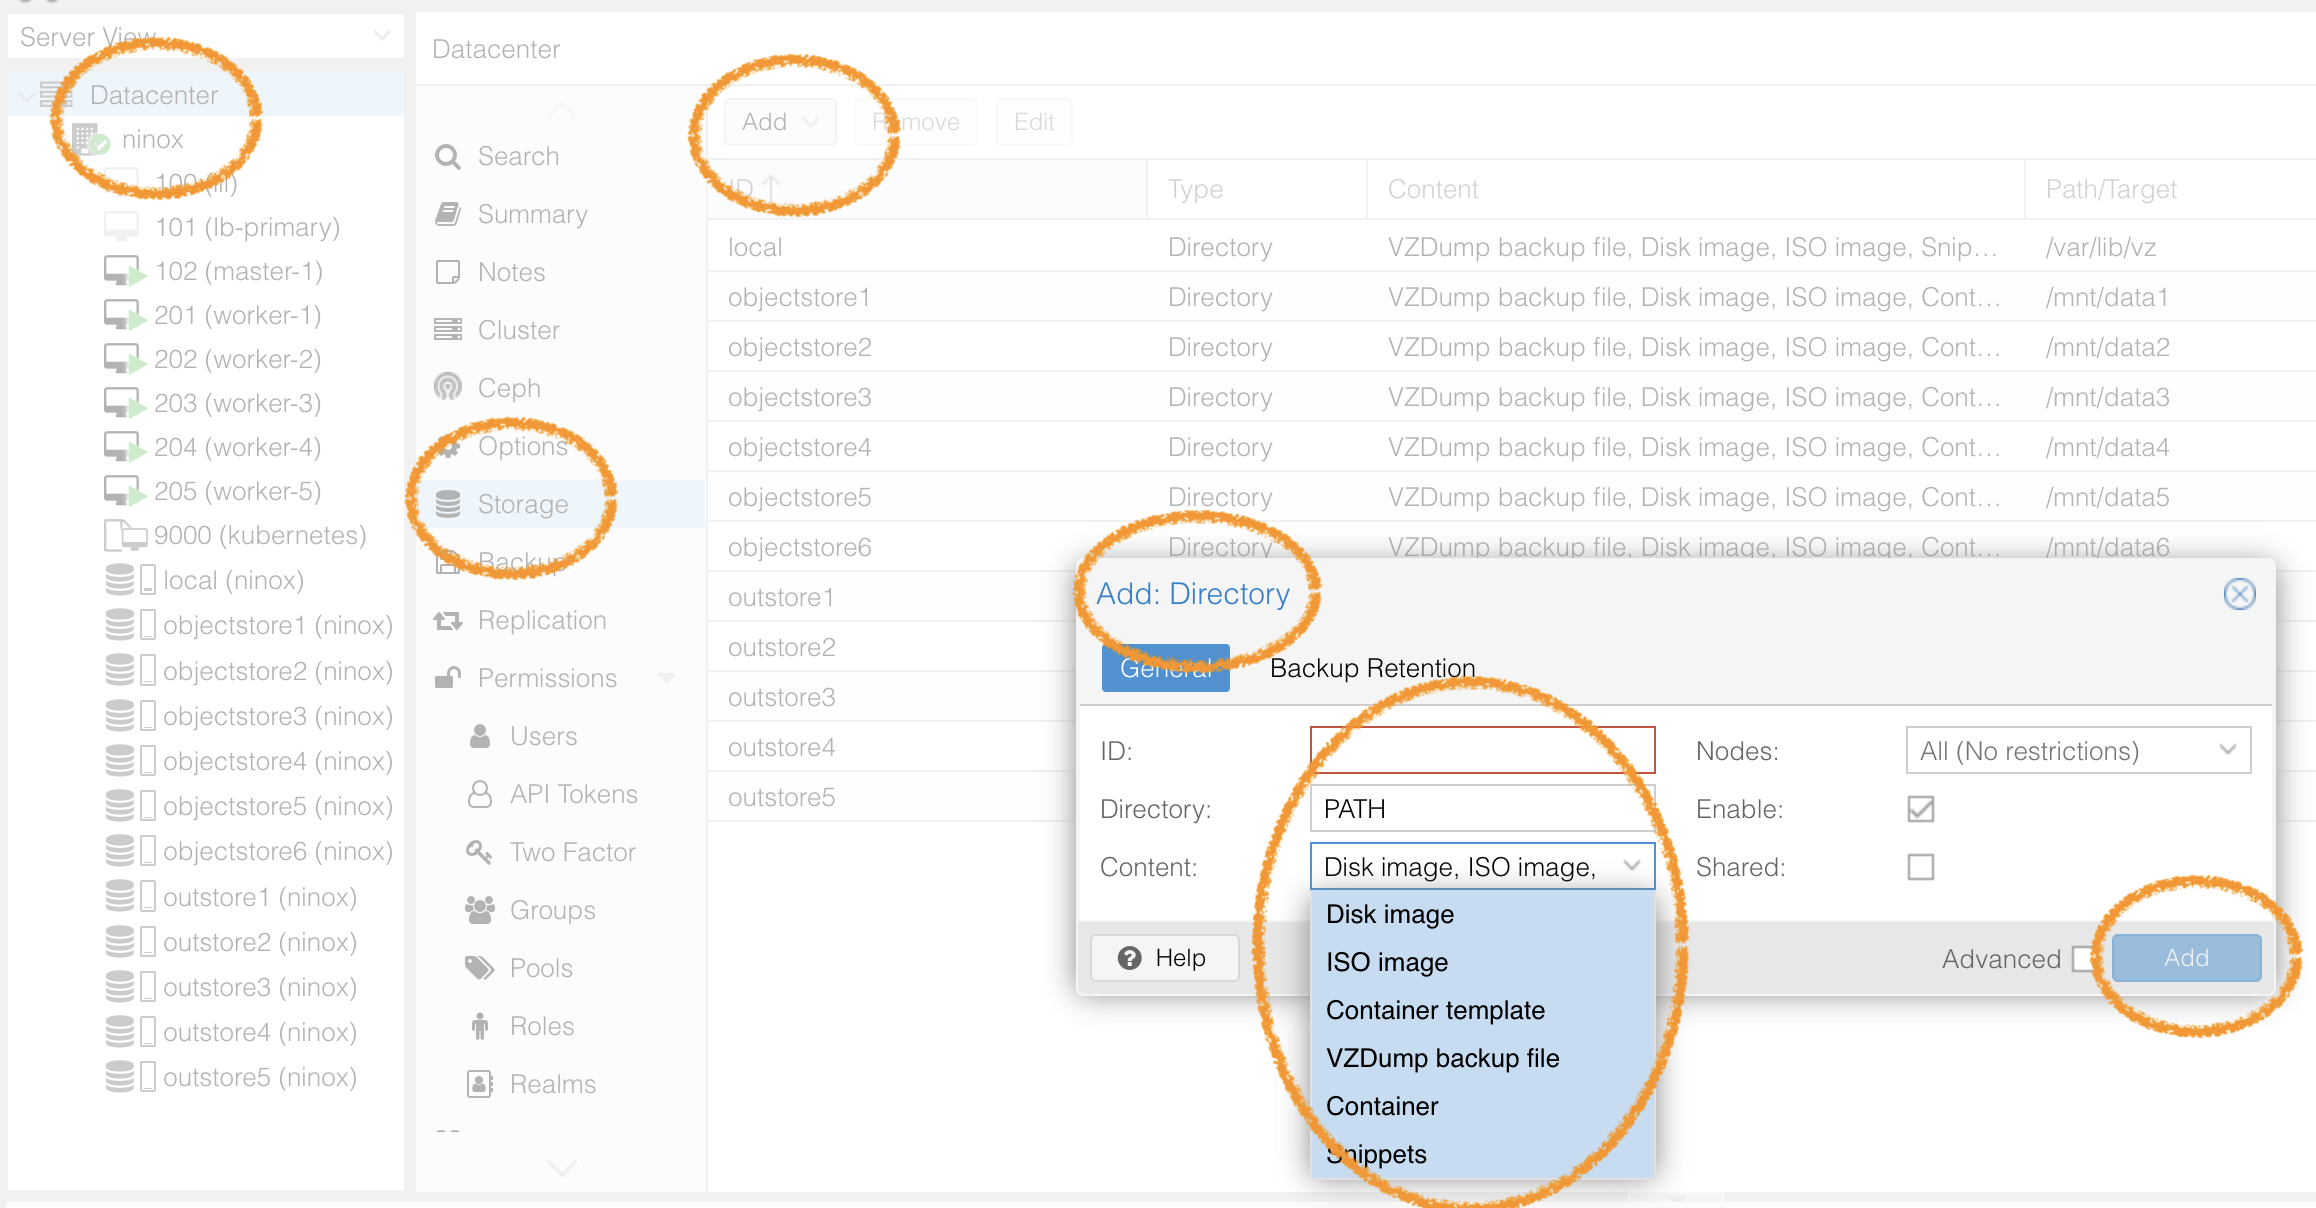 Server View
Datacenter
ninox
100 (lil)
101 (lb-primary)
102 (master-1)
201 (worker-1)
202 (worker-2)
203 (worker-3)
204 (worker-4)
205 (worker-5)
9000 (kubernetes)
local (ninox)
objectstore1 (ninox)
objectstore2 (ninox)
objectstore3 (ninox)
objectstore4 (ninox)
objectstore5 (ninox)
objectstore6 (ninox)
outstore1 (ninox)
outstore2 (ninox)
outstore3 (ninox)
outstore4 (ninox)
outstore5 (ninox)
Datacenter
Search
Summary
Notes
Cluster
Ceph
Options
Storage
Backup
Replication
Permissions
Users
API Tokens
Two Factor
Groups
Pools
Roles
Realms
Add Remove Edit
ID Type Content Path/Target
local Directory VZDump backup file, Disk image, ISO image, Snip... /var/lib/vz
objectstore1 Directory VZDump backup file, Disk image, ISO image, Cont... /mnt/data1
objectstore2 Directory VZDump backup file, Disk image, ISO image, Cont... /mnt/data2
objectstore3 Directory VZDump backup file, Disk image, ISO image, Cont... /mnt/data3
objectstore4 Directory VZDump backup file, Disk image, ISO image, Cont... /mnt/data4
objectstore5 Directory VZDump backup file, Disk image, ISO image, Cont... /mnt/data5
objectstore6 Directory VZDump backup file, Disk image, ISO image, Cont... /mnt/data6
outstore1
outstore2
outstore3
outstore4
outstore5
Add: Directory
General Backup Retention
ID: Nodes: All (No restrictions)
Directory: PATH Enable:
Content: Disk image, ISO image, Shared:
Disk image
ISO image
Container template
VZDump backup file
Container
Snippets
Help Advanced Add